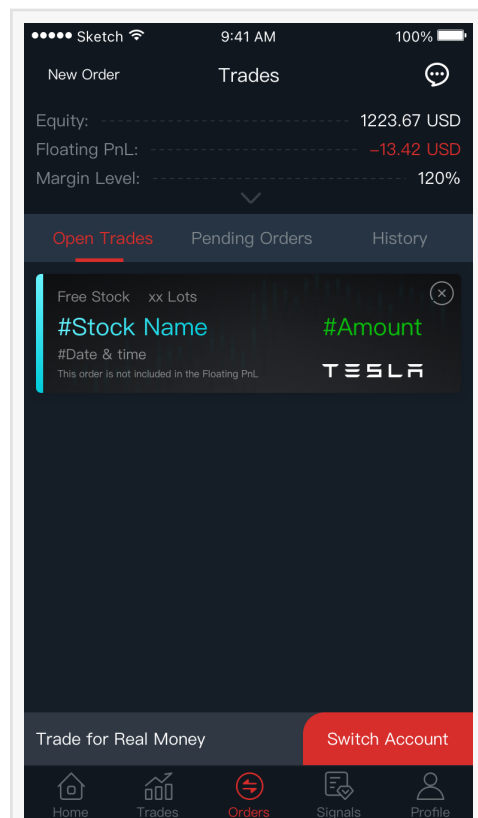 Sketch 9:41 AM 100%
New Order Trades
Equity: 1223.67 USD
Floating PnL: –13.42 USD
Margin Level: 120%
Open Trades Pending Orders History
Free Stock xx Lots
#Stock Name #Amount
#Date & time
This order is not included in the Floating PnL TESLA
Trade for Real Money Switch Account
Home Trades Orders Signals Profile